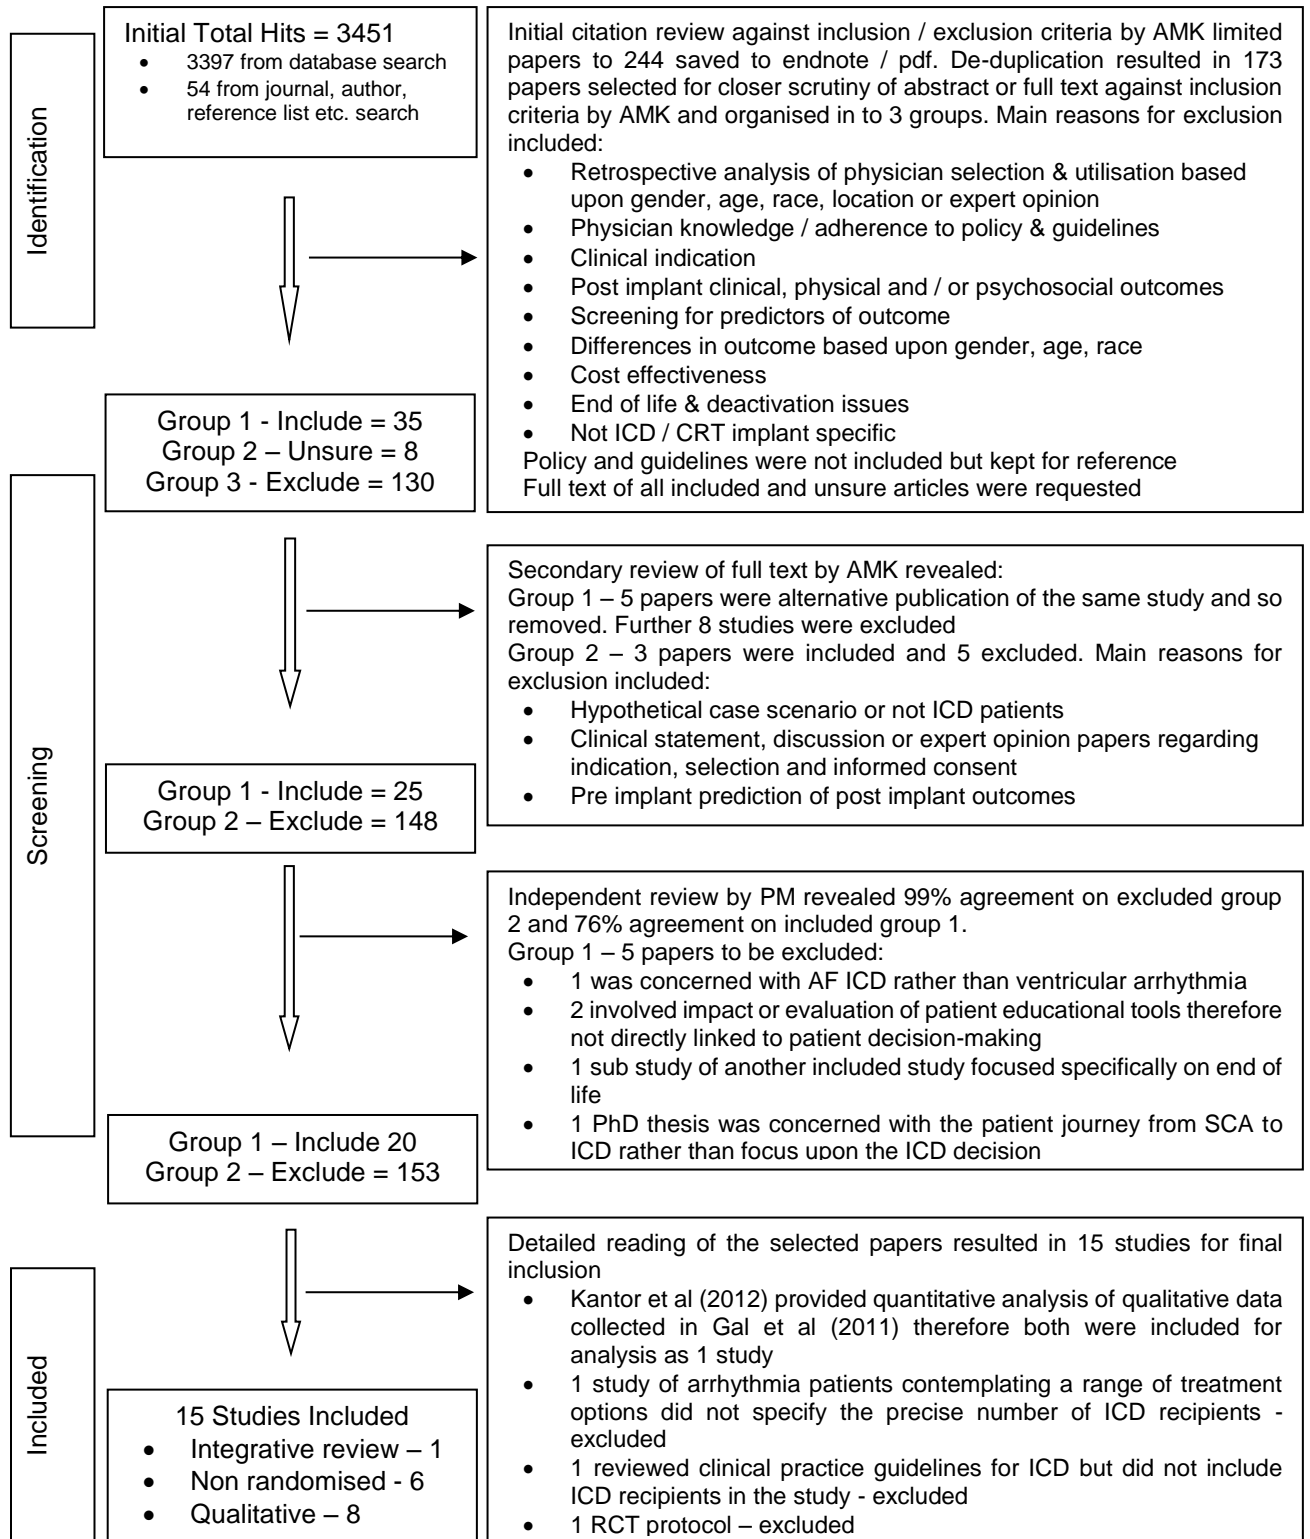 Identification
Initial Total Hits = 3451
• 3397 from database search
• 54 from journal, author,
reference list etc. search
Initial citation review against inclusion / exclusion criteria by AMK limited
papers to 244 saved to endnote / pdf. De-duplication resulted in 173
papers selected for closer scrutiny of abstract or full text against inclusion
criteria by AMK and organised in to 3 groups. Main reasons for exclusion
included:
• Retrospective analysis of physician selection & utilisation based
upon gender, age, race, location or expert opinion
• Physician knowledge / adherence to policy & guidelines
• Clinical indication
• Post implant clinical, physical and / or psychosocial outcomes
• Screening for predictors of outcome
• Differences in outcome based upon gender, age, race
• Cost effectiveness
• End of life & deactivation issues
• Not ICD / CRT implant specific
Policy and guidelines were not included but kept for reference
Full text of all included and unsure articles were requested
Group 1 - Include = 35
Group 2 – Unsure = 8
Group 3 - Exclude = 130
Screening
Secondary review of full text by AMK revealed:
Group 1 – 5 papers were alternative publication of the same study and so
removed. Further 8 studies were excluded
Group 2 – 3 papers were included and 5 excluded. Main reasons for
exclusion included:
• Hypothetical case scenario or not ICD patients
• Clinical statement, discussion or expert opinion papers regarding
indication, selection and informed consent
• Pre implant prediction of post implant outcomes
Group 1 - Include = 25
Group 2 – Exclude = 148
Independent review by PM revealed 99% agreement on excluded group
2 and 76% agreement on included group 1.
Group 1 – 5 papers to be excluded:
• 1 was concerned with AF ICD rather than ventricular arrhythmia
• 2 involved impact or evaluation of patient educational tools therefore
not directly linked to patient decision-making
• 1 sub study of another included study focused specifically on end of
life
• 1 PhD thesis was concerned with the patient journey from SCA to
ICD rather than focus upon the ICD decision
Group 1 – Include 20
Group 2 – Exclude = 153
Included
Detailed reading of the selected papers resulted in 15 studies for final
inclusion
• Kantor et al (2012) provided quantitative analysis of qualitative data
collected in Gal et al (2011) therefore both were included for
analysis as 1 study
• 1 study of arrhythmia patients contemplating a range of treatment
options did not specify the precise number of ICD recipients -
excluded
• 1 reviewed clinical practice guidelines for ICD but did not include
ICD recipients in the study - excluded
• 1 RCT protocol – excluded
15 Studies Included
• Integrative review – 1
• Non randomised - 6
• Qualitative – 8